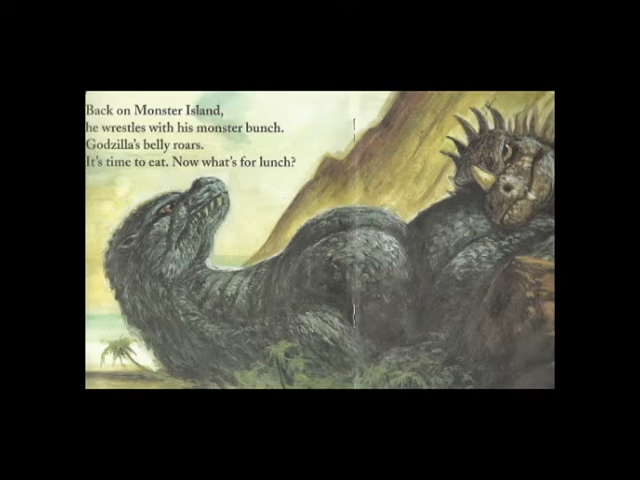 Back on Monster Island,
he wrestles with his monster bunch.
Godzilla's belly roars.
It's time to eat. Now what's for lunch?